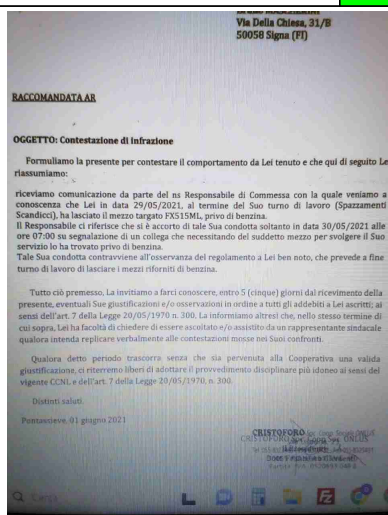 Via Della Chiesa, 31/B
50058 Signa (FI)
RACCOMANDATA AR
OGGETTO: Contestazione di infrazione
Formuliamo la presente per contestare il comportamento da Lei tenuto e che qui di seguito Le
riassumiamo:
riceviamo comunicazione da parte del ns Responsabile di Commessa con la quale veniamo a
conoscenza che Lei in data 29/05/2021, al termine del Suo turno di lavoro (Spazzamenti
Scandicci), ha lasciato il mezzo targato FX515ML, privo di benzina.
Il Responsabile ci riferisce che si è accorto di tale Sua condotta soltanto in data 30/05/2021 alle
ore 07:00 su segnalazione di un collega che necessitando del suddetto mezzo per svolgere il Suo
servizio lo ha trovato privo di benzina.
Tale Sua condotta contravviene all'osservanza del regolamento a Lei ben noto, che prevede a fine
turno di lavoro di lasciare i mezzi riforniti di benzina.
Tutto ciò premesso, La invitiamo a farci conoscere, entro 5 (cinque) giorni dal ricevimento della
presente, eventuali Sue giustificazioni e/o osservazioni in ordine a tutti gli addebiti a Lei ascritti; ai
sensi dell'art. 7 della Legge 20/05/1970 n. 300. La informiamo altresì che, nello stesso termine di
cui sopra, Lei ha facoltà di chiedere di essere ascoltato e/o assistito da un rappresentante sindacale
qualora intenda replicare verbalmente alle contestazioni mosse nei Suoi confronti.
Qualora detto periodo trascorra senza che sia pervenuta alla Cooperativa una valida
giustificazione, ci riterremo liberi di adottare il provvedimento disciplinare più idoneo ai sensi del
vigente CCNL e dell'art. 7 della Legge 20/05/1970, n. 300.
Distinti saluti.
Pontassieve, 01 giugno 2021
CRISTOFORO
ONLUS
Cerca